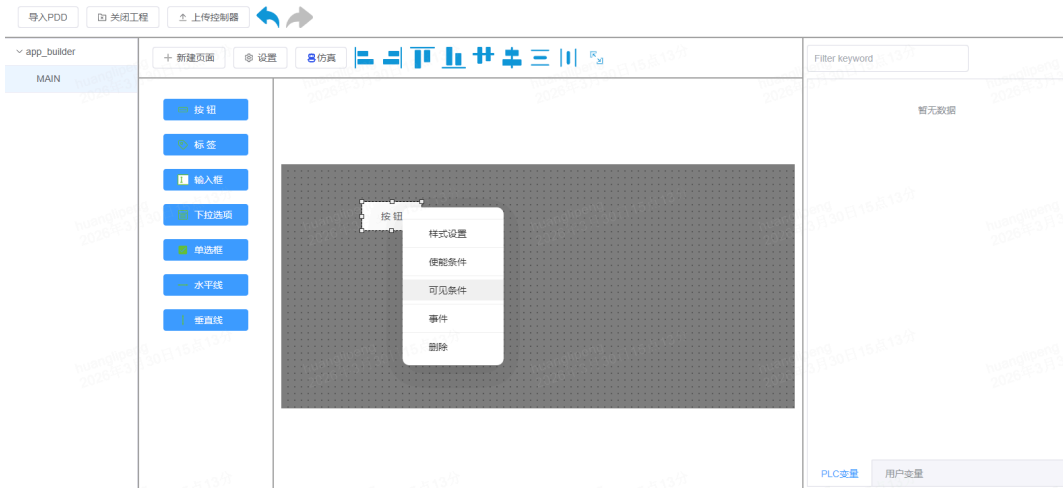 导入PDD 关闭工程 上传控制器
app_builder
MAIN
新建页面 设置 仿真
Filter keyword
按 钮
标 签
输入框
下拉选项
单选框
水平线
垂直线
按 钮
样式设置
使能条件
可见条件
事件
删除
暂无数据
PLC变量 用户变量